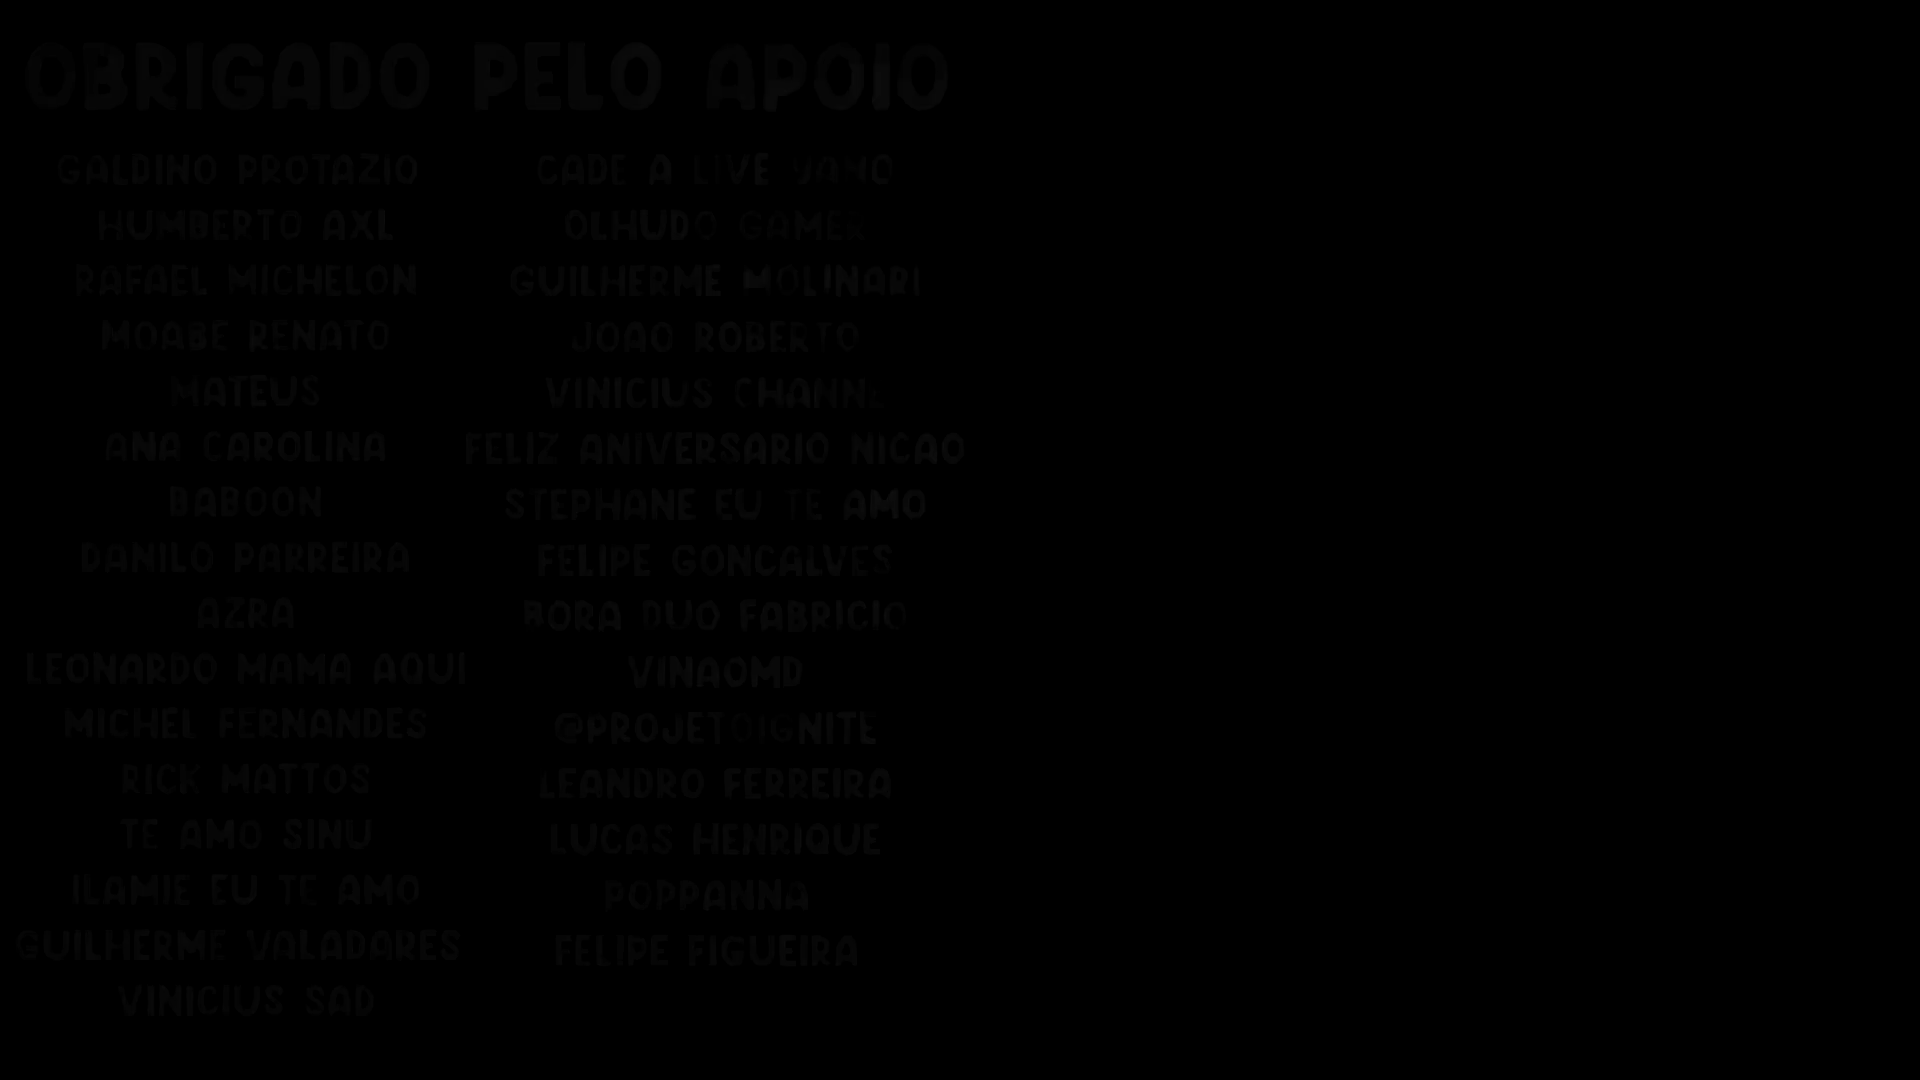 OBRIGADO PELO APOIO
GALDINO PROTAZIO
HUMBERTO AXL
RAFAEL MICHELON
MOABE RENATO
MATEUS
ANA CAROLINA
BABOON
DANILO PARREIRA
AZRA
LEONARDO MAMA AQUI
MICHEL FERNANDES
RICK MATTOS
TE AMO SINU
ILAMIE EU TE AMO
GUILHERME VALADARES
VINICIUS SAD
CADE A LIVE
OLHUDO GAMER
GUILHERME MOLINARI
JOAO ROBERTO
VINICIUS
FELIZ ANIVERSARIO NICAO
STEPHANE EU TE AMO
FELIPE GONCALVES
BORA DUO FABRICIO
VINAOMD
@PROJETOIGNITE
LEANDRO FERREIRA
LUCAS HENRIQUE
POPPANNA
FELIPE FIGUEIRA